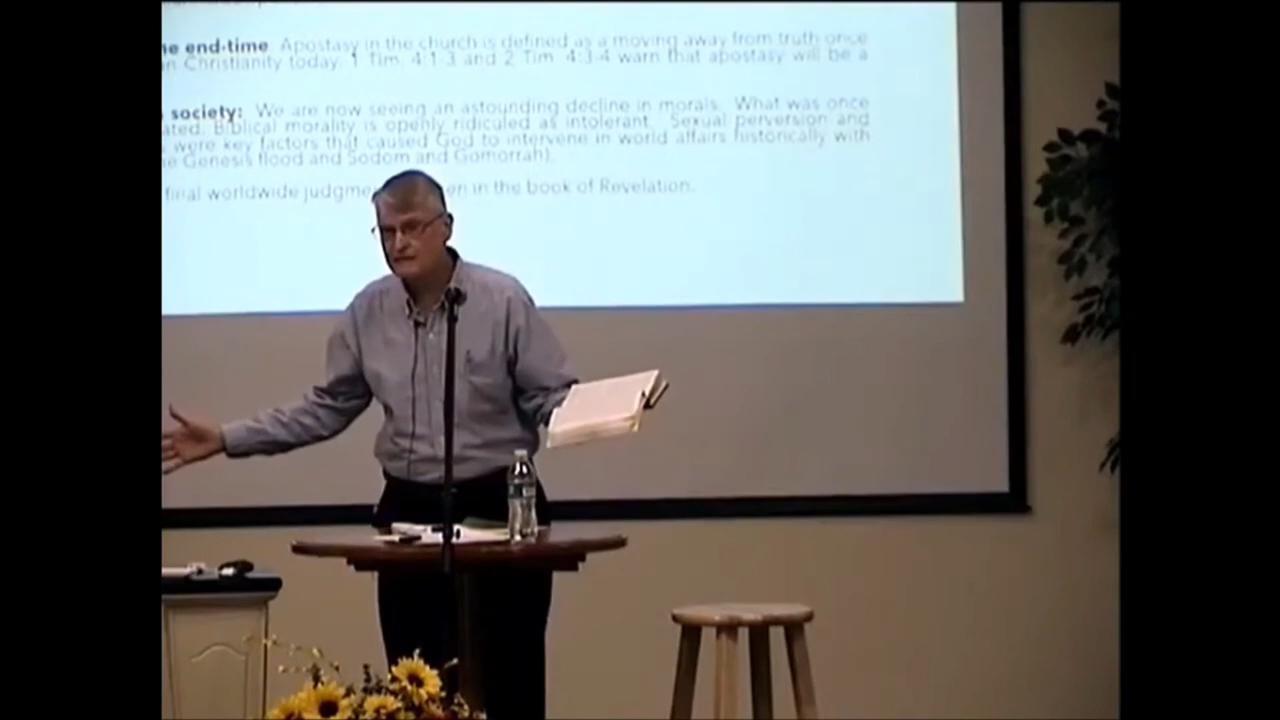 he end-time Apostasy in the church is defined as a moving away from truth once
an Christianity today. 1 Tim. 4:1-3 and 2 Tim. 4:3-4 warn that apostasy will be a
society: We are now seeing an astounding decline in morals. What was once
ated. Biblical morality is openly ridiculed as intolerant. Sexual perversion and
were key factors that caused God to intervene in world affairs historically with
e Genesis flood and Sodom and Gomorrah).
final worldwide judgme en in the book of Revelation.